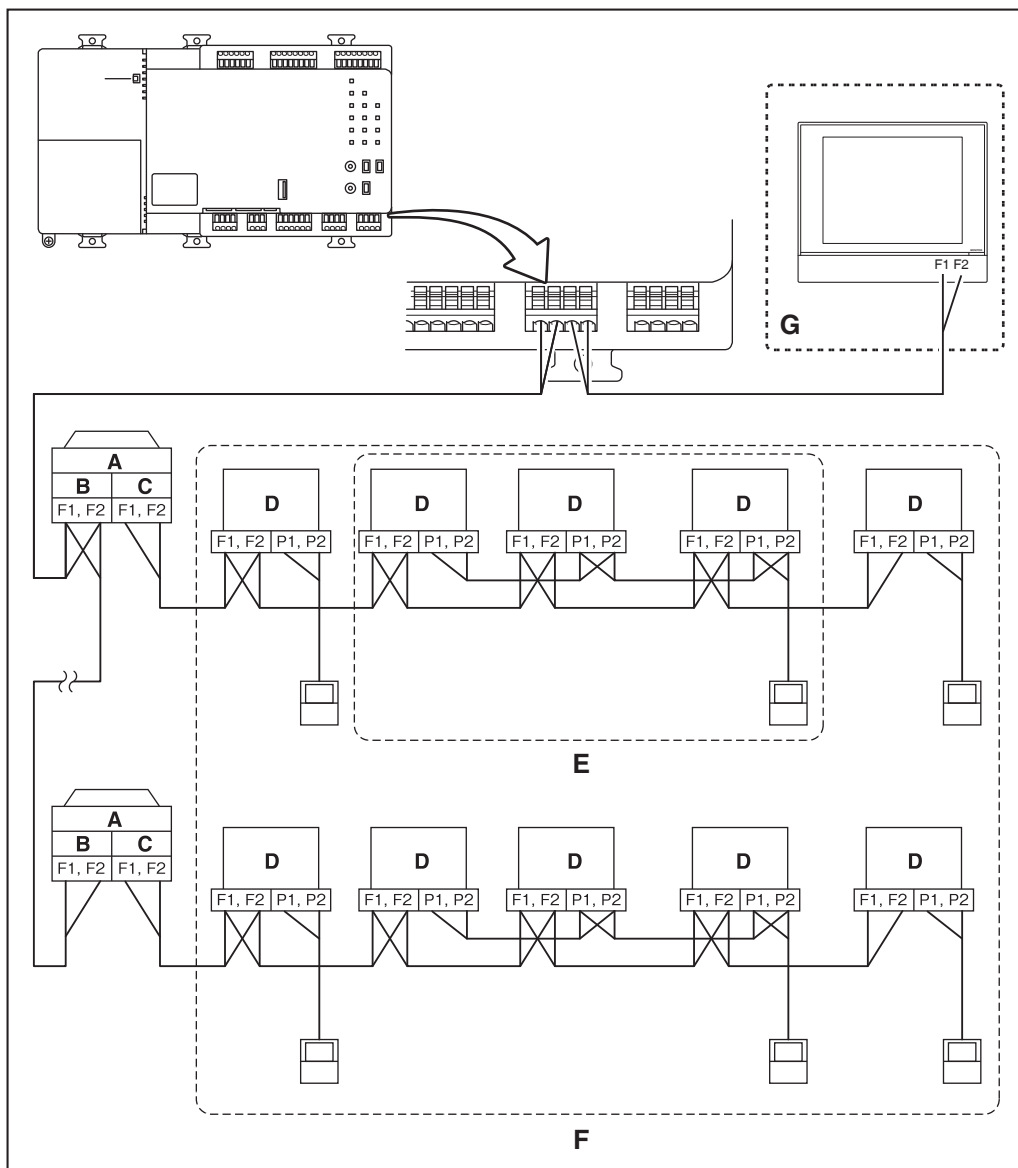 F1 F2
G
A
B C
F1, F2 F1, F2
D D D D D
F1, F2 P1, P2 F1, F2 P1, P2 F1, F2 P1, P2 F1, F2 P1, P2 F1, F2 P1, P2
E
A
B C
F1, F2 F1, F2
D D D D D
F1, F2 P1, P2 F1, F2 P1, P2 F1, F2 P1, P2 F1, F2 P1, P2 F1, F2 P1, P2
F